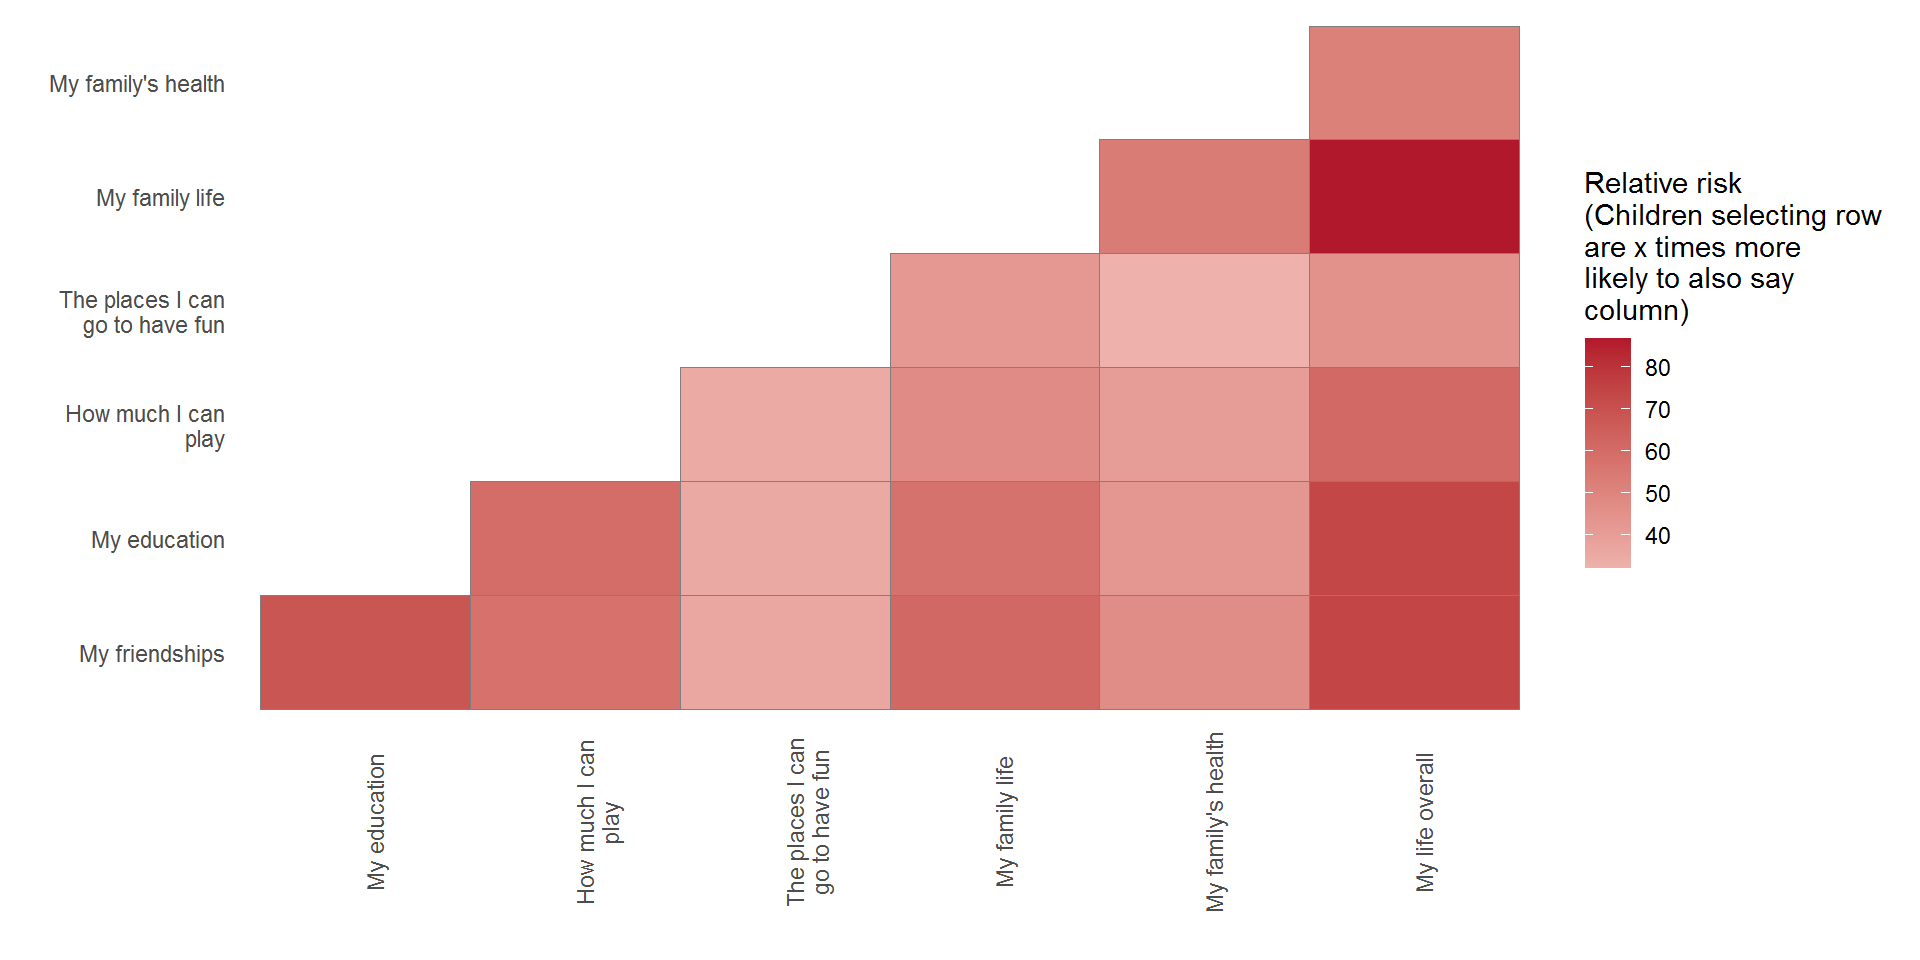 My family's health
My family life
The places I can
go to have fun
How much I can
play
My education
My friendships
My education
How much I can
play
The places I can
go to have fun
My family life
My family's health
My life overall
Relative risk
(Children selecting row
are x times more
likely to also say
column)
80
70
60
50
40